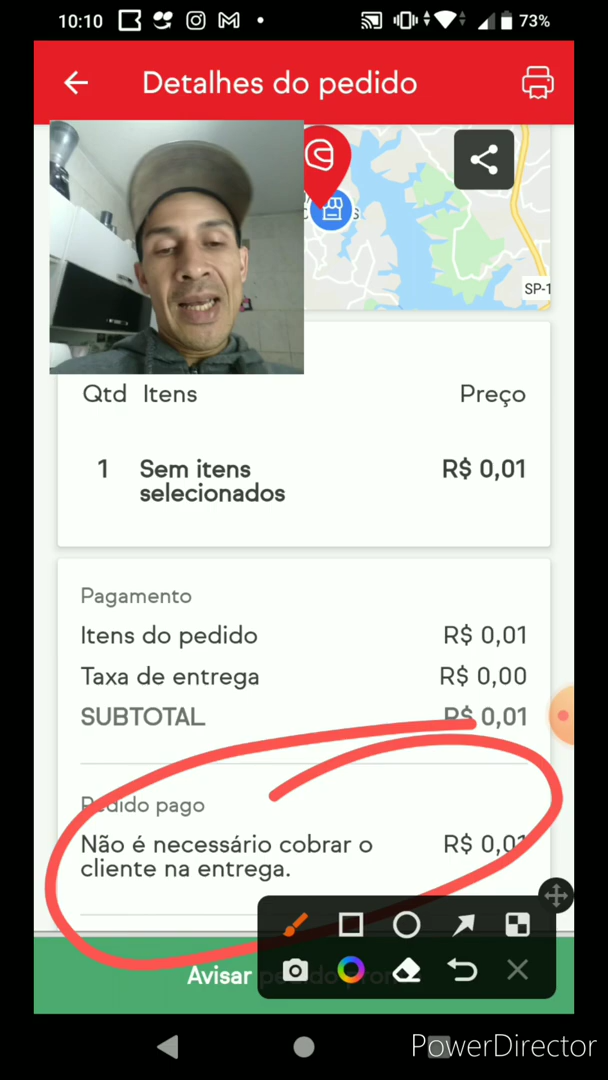 10:10
73%
Detalhes do pedido
SP-1
Qtd Itens Preço
1 Sem itens selecionados R$ 0,01
Pagamento
Itens do pedido R$ 0,01
Taxa de entrega R$ 0,00
SUBTOTAL R$ 0,01
Pedido pago
Não é necessário cobrar o R$ 0,01
cliente na entrega.
Avisar
PowerDirector